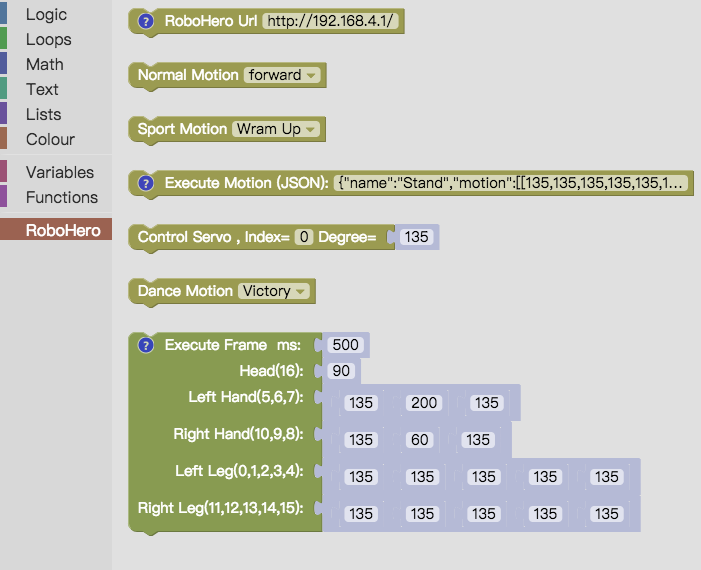 Logic
Loops
Math
Text
Lists
Colour
Variables
Functions
RoboHero
? RoboHero Url http://192.168.4.1/
Normal Motion forward
Sport Motion Wram Up
? Execute Motion (JSON): {"name":"Stand","motion":[[135,135,135,135,135,1...
Control Servo , Index= 0 Degree= 135
Dance Motion Victory
? Execute Frame ms: 500
Head(16): 90
Left Hand(5,6,7): 135 200 135
Right Hand(10,9,8): 135 60 135
Left Leg(0,1,2,3,4): 135 135 135 135 135
Right Leg(11,12,13,14,15): 135 135 135 135 135